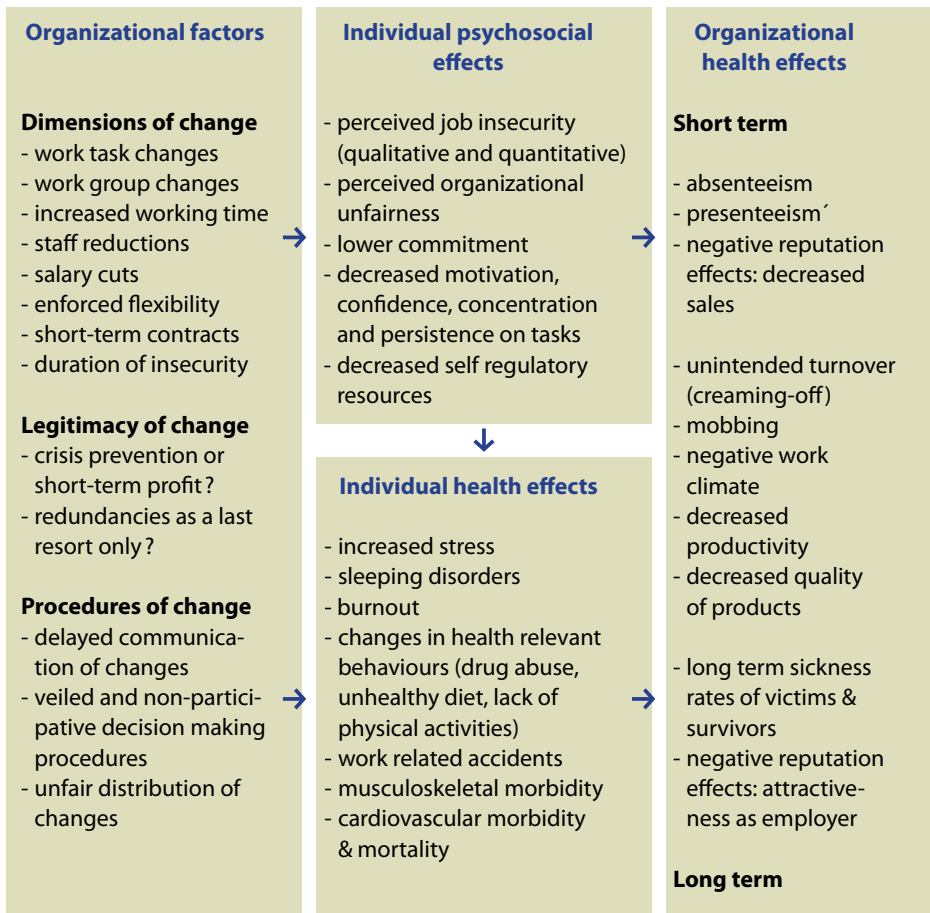 Organizational factors
Dimensions of change
- work task changes
- work group changes
- increased working time
- staff reductions
- salary cuts
- enforced flexibility
- short-term contracts
- duration of insecurity
Legitimacy of change
- crisis prevention or
short-term profit?
- redundancies as a last
resort only?
Procedures of change
- delayed communica-
tion of changes
- veiled and non-partici-
pative decision making
procedures
- unfair distribution of
changes
Individual psychosocial
effects
- perceived job insecurity
(qualitative and quantitative)
- perceived organizational
unfairness
- lower commitment
- decreased motivation,
confidence, concentration
and persistence on tasks
- decreased self regulatory
resources
Individual health effects
- increased stress
- sleeping disorders
- burnout
- changes in health relevant
behaviours (drug abuse,
unhealthy diet, lack of
physical activities)
- work related accidents
- musculoskeletal morbidity
- cardiovascular morbidity
& mortality
Organizational
health effects
Short term
- absenteeism
- presenteeism´
- negative reputation
effects: decreased
sales
- unintended turnover
(creaming-off)
- mobbing
- negative work
climate
- decreased
productivity
- decreased quality
of products
- long term sickness
rates of victims &
survivors
- negative reputation
effects: attractive-
ness as employer
Long term